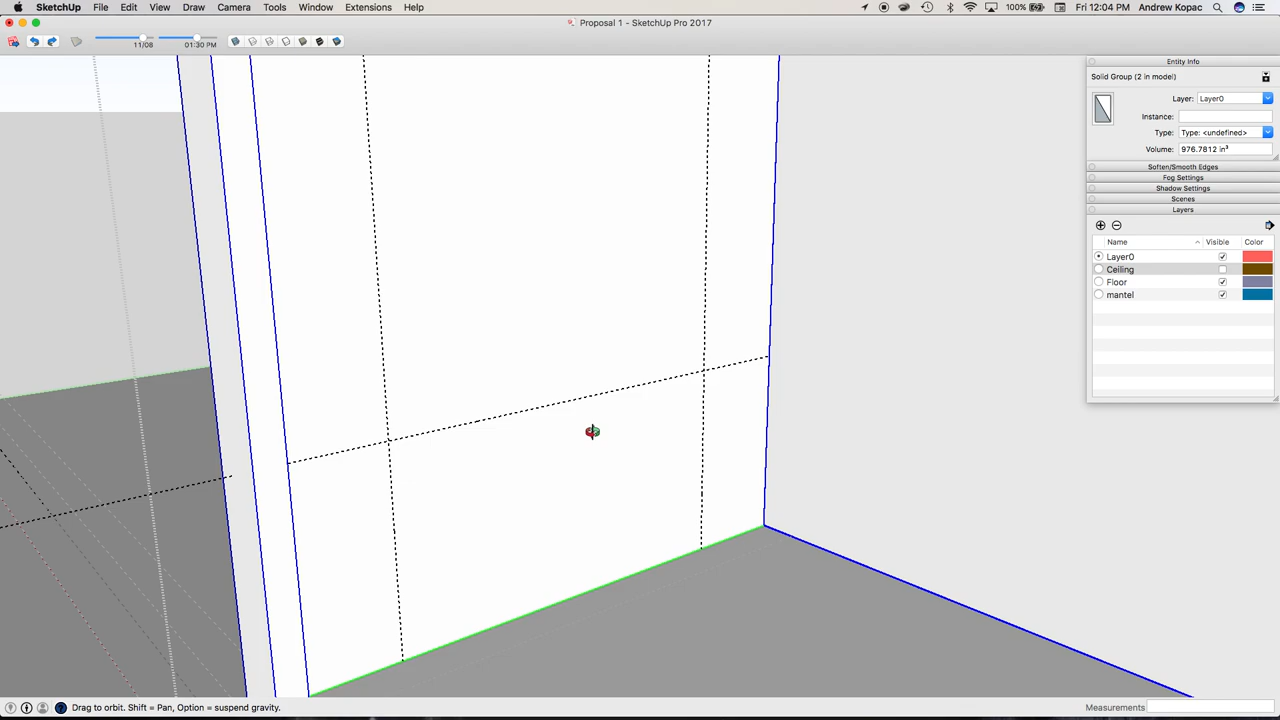 SketchUp File Edit View Draw Camera Tools Window Extensions Help 100% Fri 12:04 PM Andrew Kopac
Proposal 1 - SketchUp Pro 2017
11/08 01:30 PM
Entity Info
Solid Group (2 in model)
Layer: Layer0
Instance:
Type: Type: <undefined>
Volume: 976.7812 in³
Soften/Smooth Edges
Fog Settings
Shadow Settings
Scenes
Layers
Name Visible Color
Layer0
Ceiling
Floor
mantel
Drag to orbit. Shift = Pan, Option = suspend gravity. Measurements